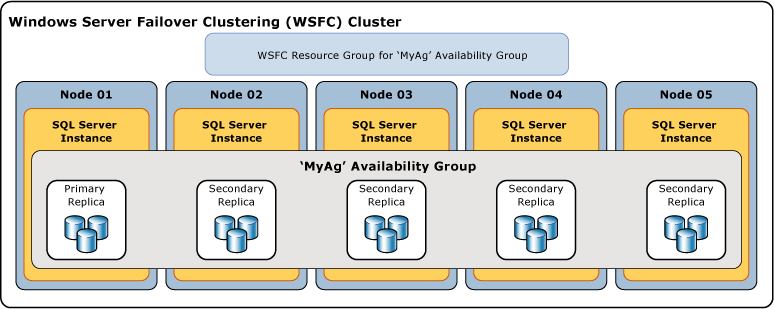 Windows Server Failover Clustering (WSFC) Cluster
WSFC Resource Group for ‘MyAg’ Availability Group
Node 01
Node 02
Node 03
Node 04
Node 05
SQL Server
Instance
SQL Server
Instance
SQL Server
Instance
SQL Server
Instance
SQL Server
Instance
‘MyAg’ Availability Group
Primary
Replica
Secondary
Replica
Secondary
Replica
Secondary
Replica
Secondary
Replica